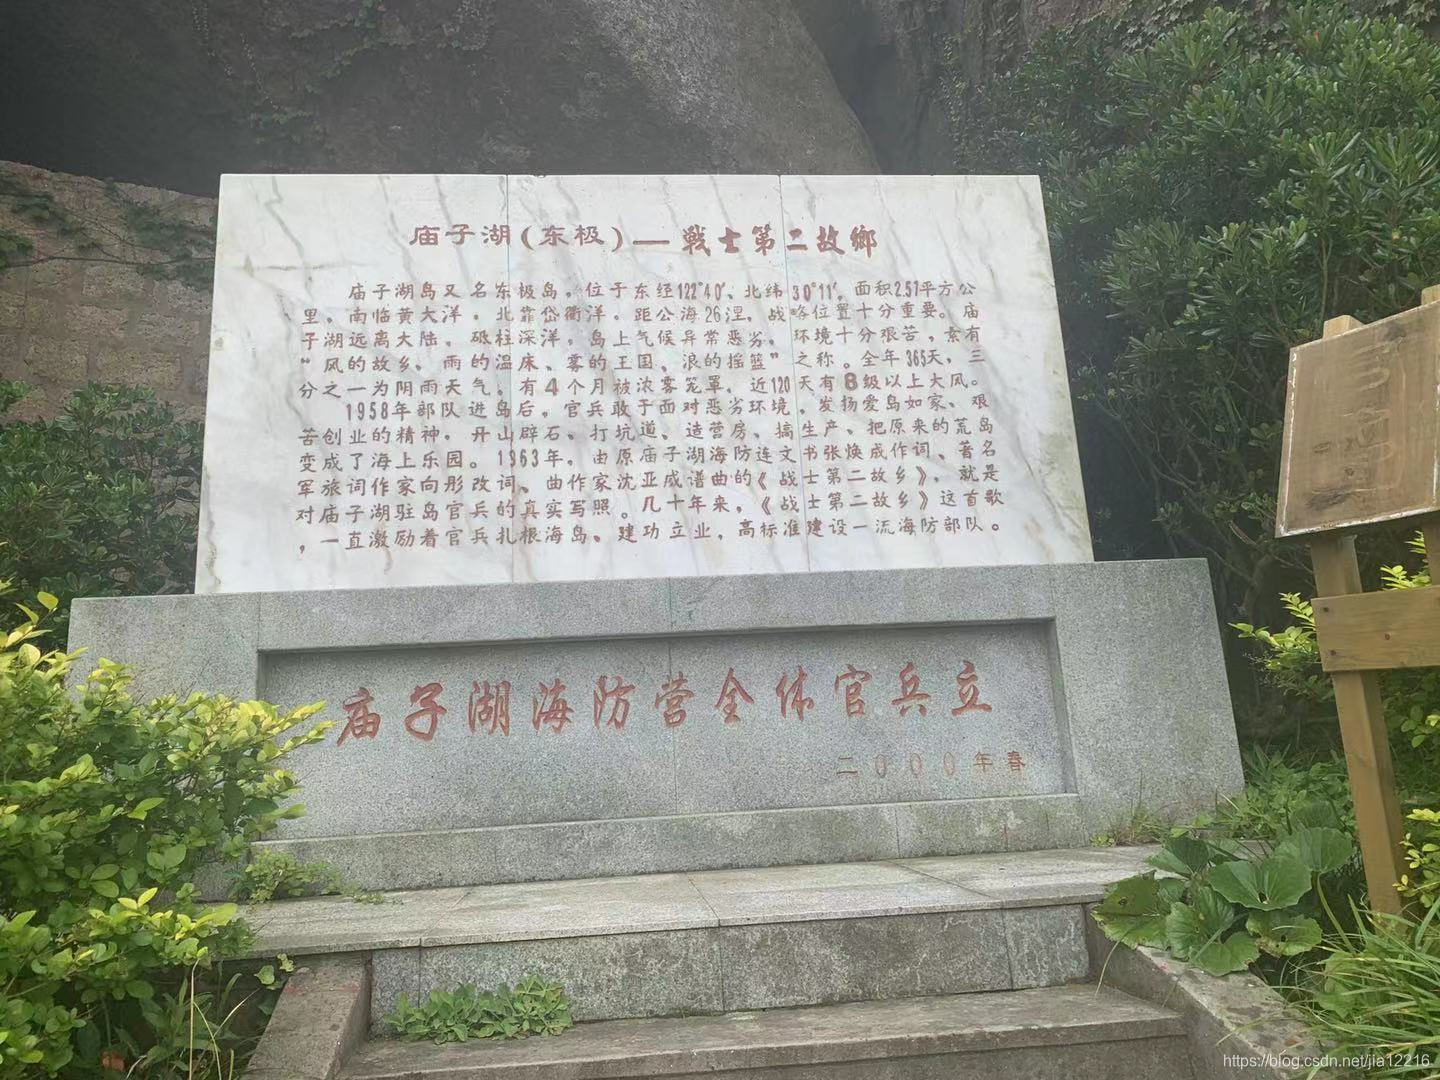 庙子湖(东极)—戦士第二故鄉
庙子湖岛又名东极岛。位于东经122°40′、北纬30°11′。面积2.57平方公
里。南临黄大洋，北靠岱衢洋。距公海26浬，战略位置十分重要。庙
子湖远离大陆，砥柱深洋，岛上气候异常恶劣，环境十分艰苦，素有
“风的故乡、雨的温床、雾的王国、浪的摇篮”之称。全年365天，三
分之一为阴雨天气。有4个月被浓雾笼罩，近120天有8级以上大风。
1958年部队进岛后，官兵敢于面对恶劣环境，发扬爱岛如家、艰
苦创业的精神，开山辟石、打坑道、造营房、搞生产、把原来的荒岛
变成了海上乐园。1963年，由原庙子湖海防连文书张焕成作词、著名
军旅词作家向彤改词、曲作家沈亚威谱曲的《战士第二故乡》，就是
对庙子湖驻岛官兵的真实写照。几十年来，《战士第二故乡》这首歌
，一直激励着官兵扎根海岛、建功立业，高标准建设一流海防部队。
庙子湖海防营全体官兵立
二000年春
https://blog.csdn.net/jia12216